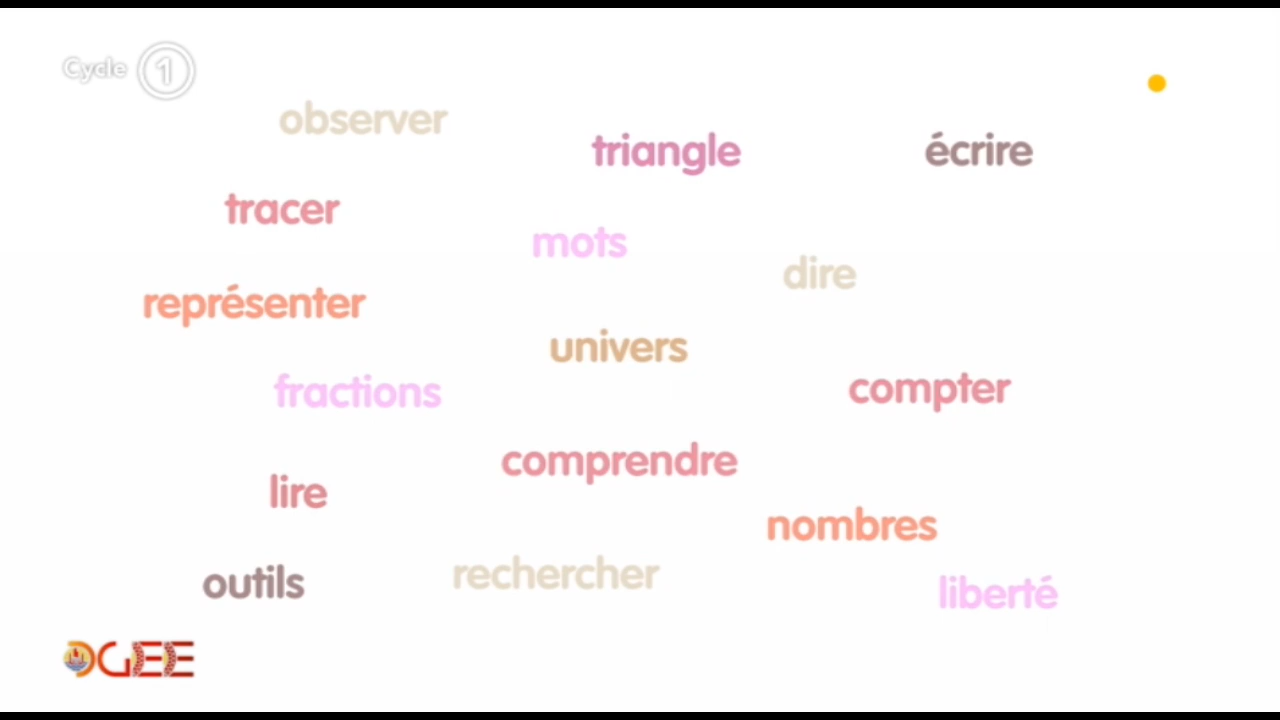 Cycle 1
observer
triangle
écrire
tracer
mots
dire
représenter
univers
fractions
compter
comprendre
lire
nombres
outils
rechercher
liberté
DGEE